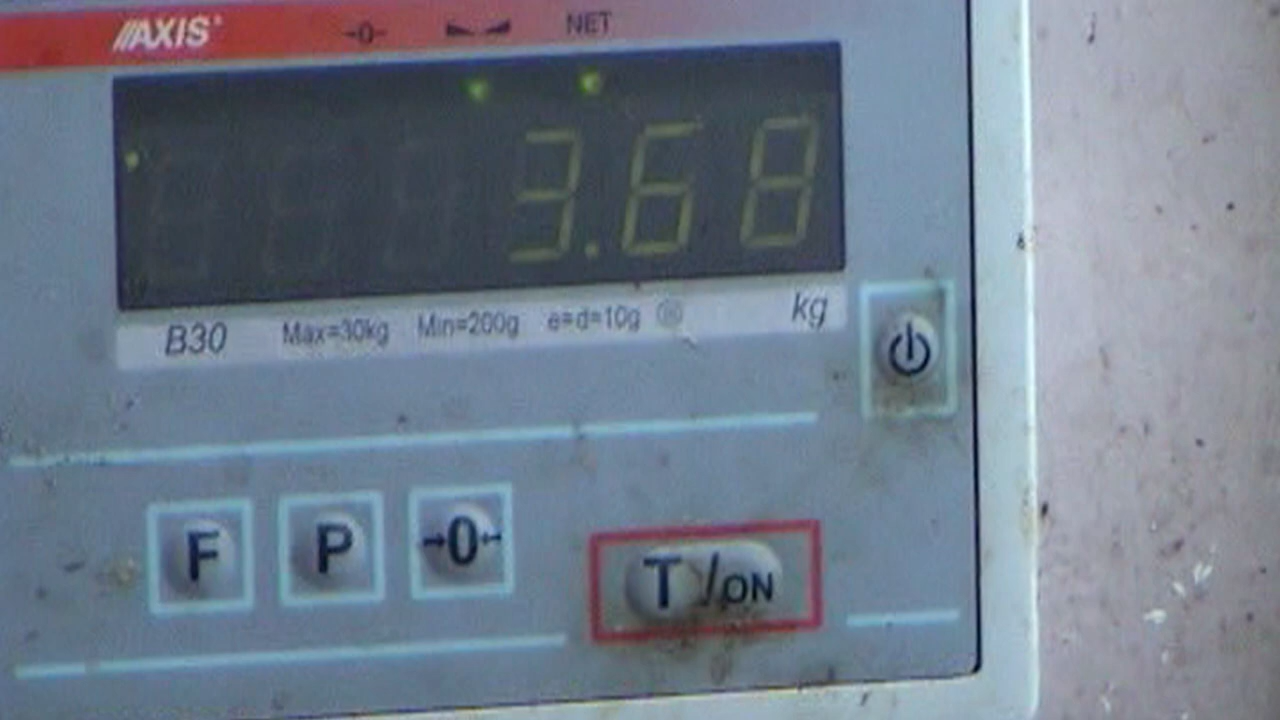 AXIS →0← NET
3.68
B30 Max=30kg Min=200g e=d=10g kg
F P →0← T/ON